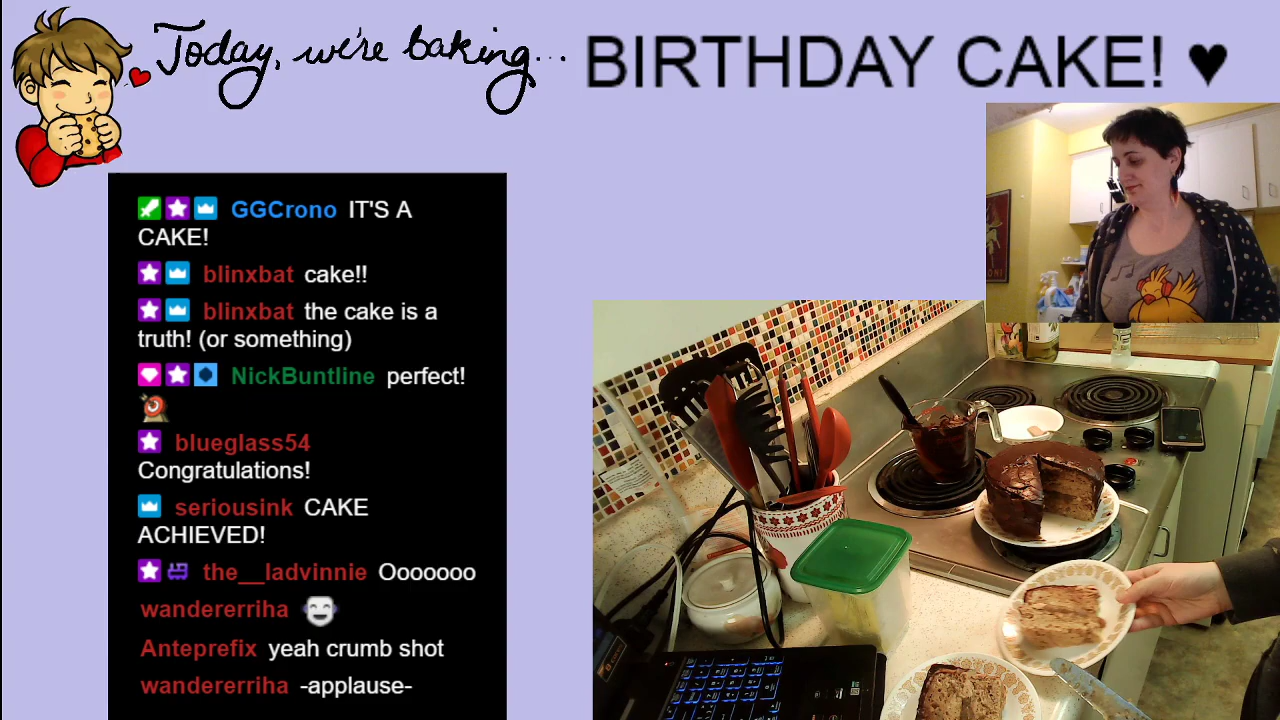 Today, we're baking... BIRTHDAY CAKE! ♥
GGCrono IT'S A
CAKE!
blinxbat cake!!
blinxbat the cake is a
truth! (or something)
NickBuntline perfect!
blueglass54
Congratulations!
seriousink CAKE
ACHIEVED!
the__ladvinnie Ooooooo
wandererriha
Anteprefix yeah crumb shot
wandererriha -applause-